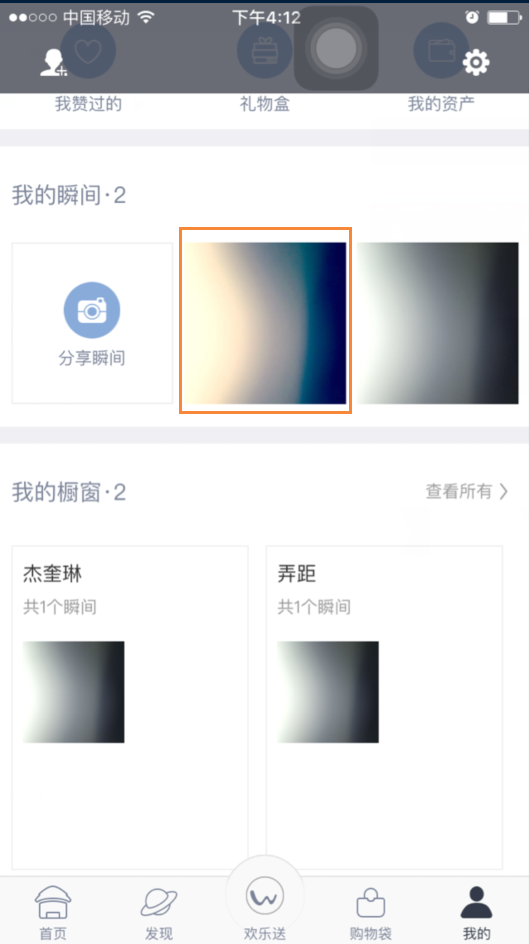 中国移动 下午4:12
我赞过的 礼物盒 我的资产
我的瞬间·2
分享瞬间
我的橱窗·2 查看所有
杰奎琳 弄距
共1个瞬间 共1个瞬间
首页 发现 欢乐送 购物袋 我的